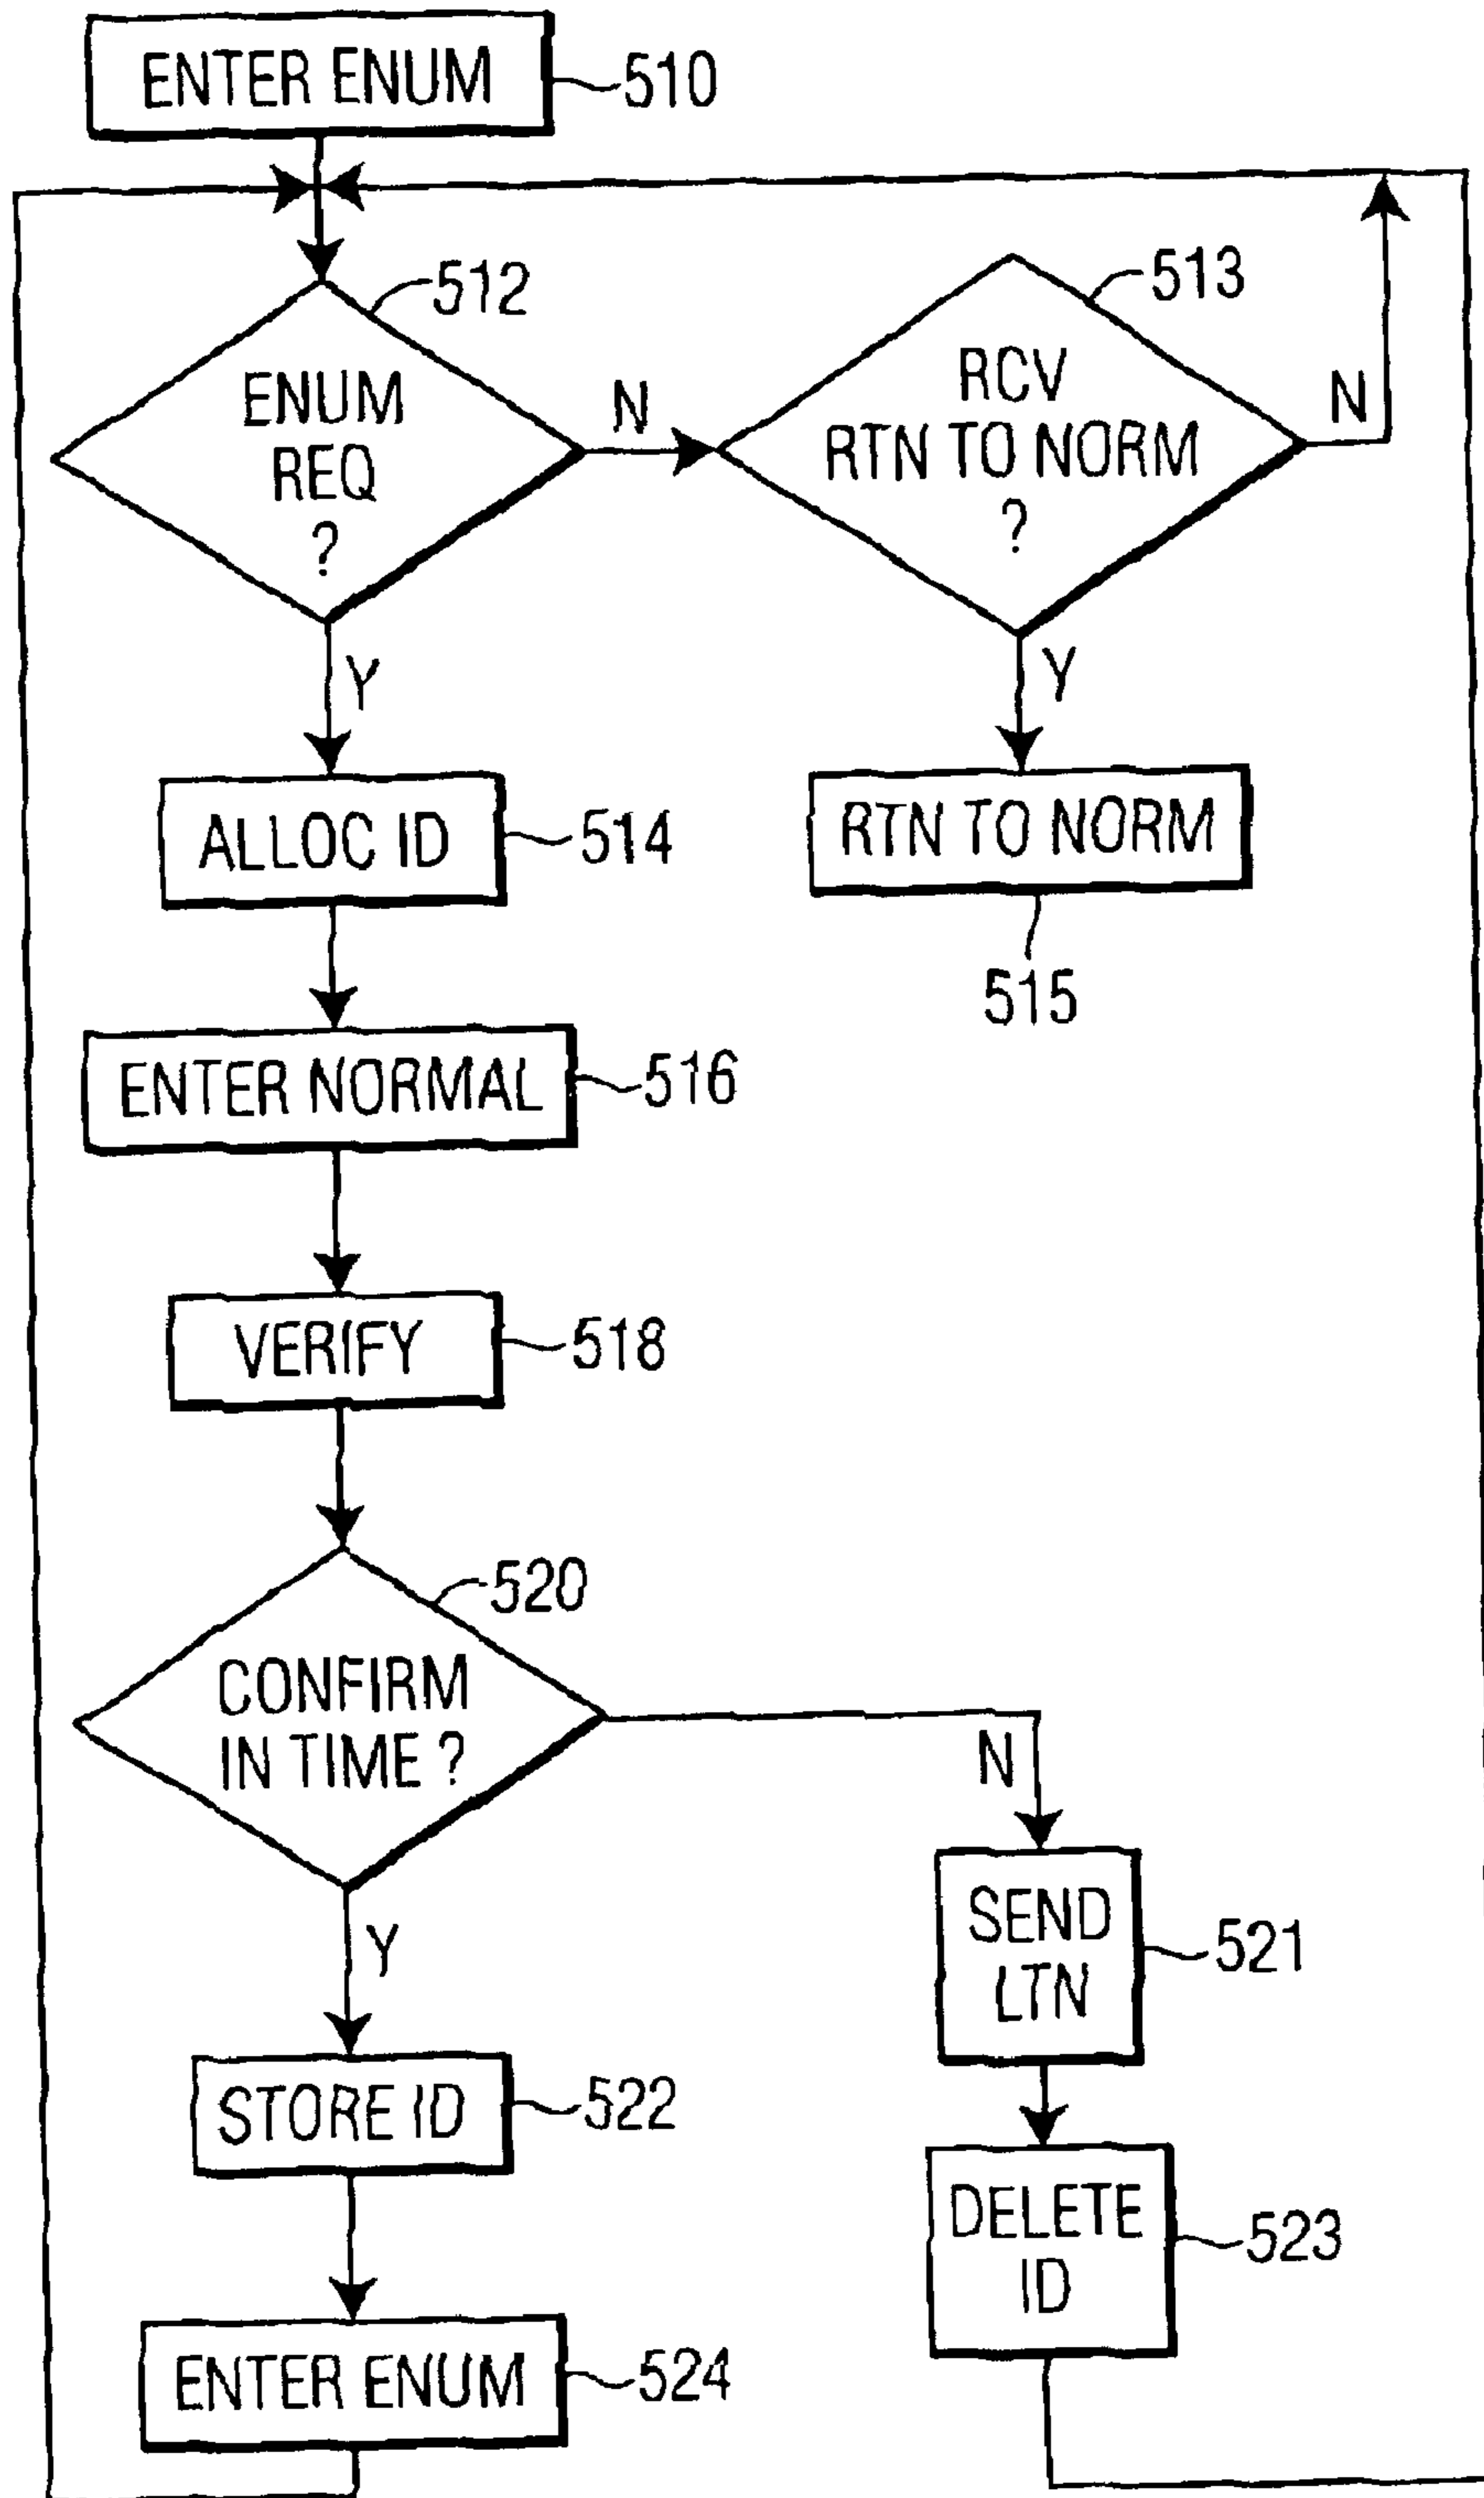 ENTER ENUM
510
512
ENUM
REQ
?
N
513
RCV
RTN TO NORM
?
N
Y
Y
ALLOC ID
514
RTN TO NORM
515
ENTER NORMAL
516
VERIFY
518
520
CONFIRM
IN TIME ?
N
Y
SEND
LTN
521
STORE ID
522
DELETE
ID
523
ENTER ENUM
524